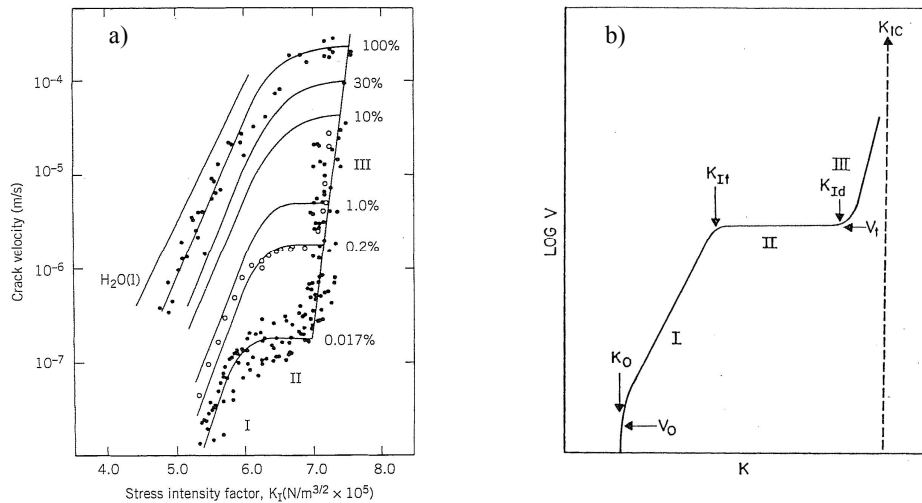 a)
100%
10⁻⁴
30%
10%
III
10⁻⁵
1.0%
0.2%
10⁻⁶
H₂O(l)
0.017%
10⁻⁷
II
I
Crack velocity (m/s)
4.0 5.0 6.0 7.0 8.0
Stress intensity factor, K_I(N/m^3/2 × 10⁵)
b)
K_IC
III
K_It
K_Id
V_t
II
I
K_O
V_O
LOG V
K